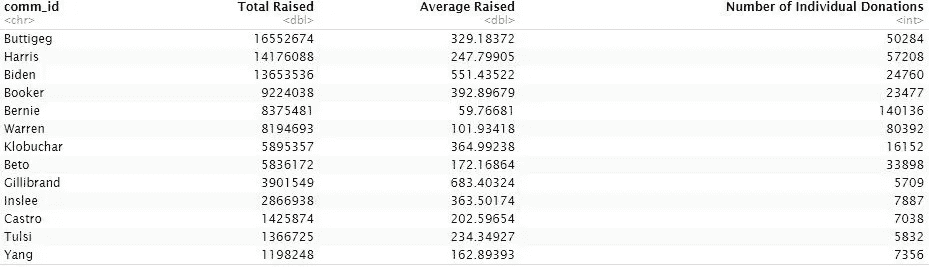 comm_id Total Raised Average Raised Number of Individual Donations
<chr> <dbl> <dbl> <int>
Buttigeg 16552674 329.18372 50284
Harris 14176088 247.79905 57208
Biden 13653536 551.43522 24760
Booker 9224038 392.89679 23477
Bernie 8375481 59.76681 140136
Warren 8194693 101.93418 80392
Klobuchar 5895357 364.99238 16152
Beto 5836172 172.16864 33898
Gillibrand 3901549 683.40324 5709
Inslee 2866938 363.50174 7887
Castro 1425874 202.59654 7038
Tulsi 1366725 234.34927 5832
Yang 1198248 162.89393 7356